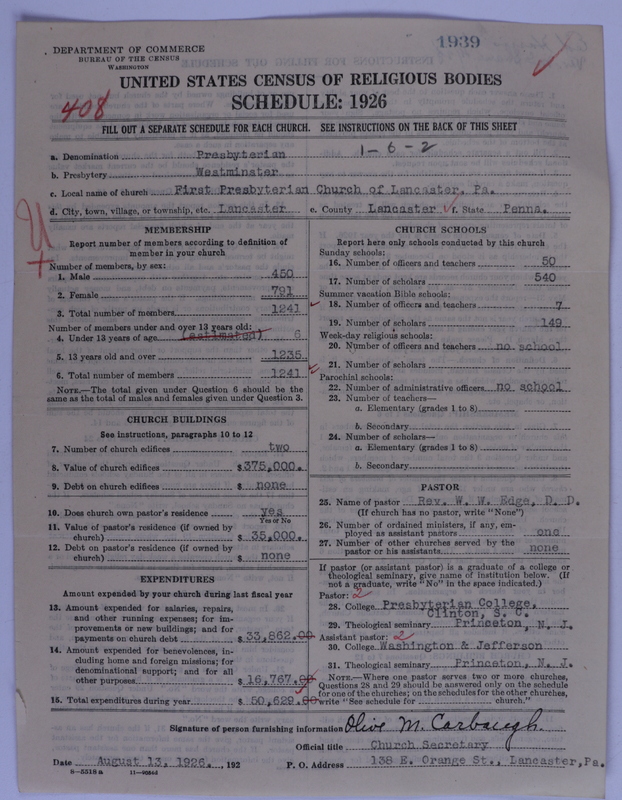 1939
DEPARTMENT OF COMMERCE
BUREAU OF THE CENSUS
WASHINGTON
UNITED STATES CENSUS OF RELIGIOUS BODIES
408
SCHEDULE: 1926
FILL OUT A SEPARATE SCHEDULE FOR EACH CHURCH. SEE INSTRUCTIONS ON THE BACK OF THIS SHEET
a. Denomination Presbyterian 1-6-2
b. Presbytery Westminster
c. Local name of church First Presbyterian Church of Lancaster, Pa.
d. City, town, village, or township, etc. Lancaster e. County Lancaster f. State Penna.
U
MEMBERSHIP
Report number of members according to definition of
member in your church
Number of members, by sex:
1. Male 450
2. Female 791
3. Total number of members 1241
Number of members under and over 13 years old:
4. Under 13 years of age (estimated) 6
5. 13 years old and over 1235
6. Total number of members 1241
NOTE.—The total given under Question 6 should be the
same as the total of males and females given under Question 3.
CHURCH BUILDINGS
See instructions, paragraphs 10 to 12
7. Number of church edifices two
8. Value of church edifices $375,000.
9. Debt on church edifices $ none
10. Does church own pastor's residence? yes
Yes or No
11. Value of pastor's residence (if owned by
church) $ 35,000.
12. Debt on pastor's residence (if owned by
church) $ none
EXPENDITURES
Amount expended by your church during last fiscal year
13. Amount expended for salaries, repairs,
and other running expenses; for im-
provements or new buildings; and for
payments on church debt $ 33,862.00
14. Amount expended for benevolences, in-
cluding home and foreign missions; for
denominational support; and for all
other purposes $ 16,767.00
15. Total expenditures during year $ 50,629.00
CHURCH SCHOOLS
Report here only schools conducted by this church
Sunday schools:
16. Number of officers and teachers 50
17. Number of scholars 540
Summer vacation Bible schools:
18. Number of officers and teachers 7
19. Number of scholars 149
Week-day religious schools:
20. Number of officers and teachers no school
21. Number of scholars
Parochial schools:
22. Number of administrative officers no school
23. Number of teachers—
a. Elementary (grades 1 to 8)
b. Secondary
24. Number of scholars—
a. Elementary (grades 1 to 8)
b. Secondary
PASTOR
25. Name of pastor Rev. W. W. Edge, D. D.
(If church has no pastor, write "None")
26. Number of ordained ministers, if any, em-
ployed as assistant pastors one
27. Number of other churches served by the
pastor or his assistants none
If pastor (or assistant pastor) is a graduate of a college or
theological seminary, give name of institution below. (If
not a graduate, write "No" in the space indicated.)
Pastor: 2
28. College Presbyterian College,
Clinton, S. C.
29. Theological seminary Princeton, N. J.
Assistant pastor: 2
30. College Washington & Jefferson
31. Theological seminary Princeton, N. J.
NOTE.—Where one pastor serves two or more churches,
Questions 28 and 29 should be answered only on the schedule
for one of the churches; on the schedules for the other churches,
write "See schedule for church."
Signature of person furnishing information Olive M. Carbaugh.
Official title Church Secretary
Date August 13, 1926., 192 P. O. Address 138 E. Orange St., Lancaster, Pa.
8-5518 a